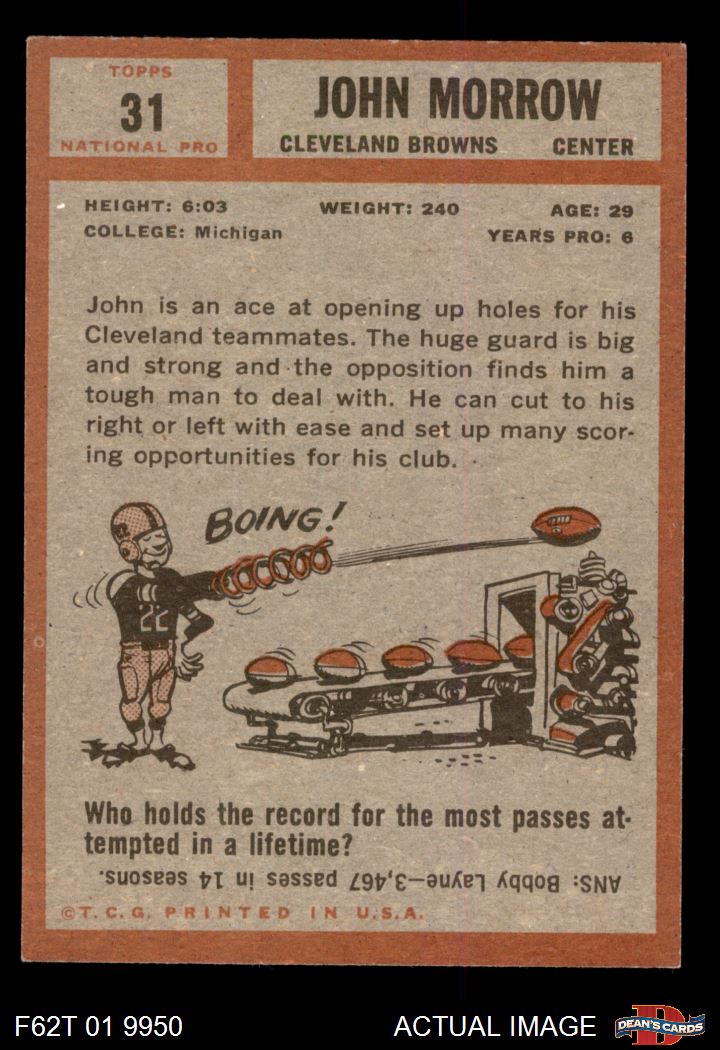 TOPPS
31
NATIONAL PRO
JOHN MORROW
CLEVELAND BROWNS CENTER
HEIGHT: 6:03 WEIGHT: 240 AGE: 29
COLLEGE: Michigan YEARS PRO: 6
John is an ace at opening up holes for his
Cleveland teammates. The huge guard is big
and strong and the opposition finds him a
tough man to deal with. He can cut to his
right or left with ease and set up many scor-
ing opportunities for his club.
BOING!
22
Who holds the record for the most passes at-
tempted in a lifetime?
ANS: Bobby Layne—3,467 passes in 14 seasons.
©T.C.G. PRINTED IN U.S.A.
F62T 01 9950 ACTUAL IMAGE
D
DEAN'S CARDS